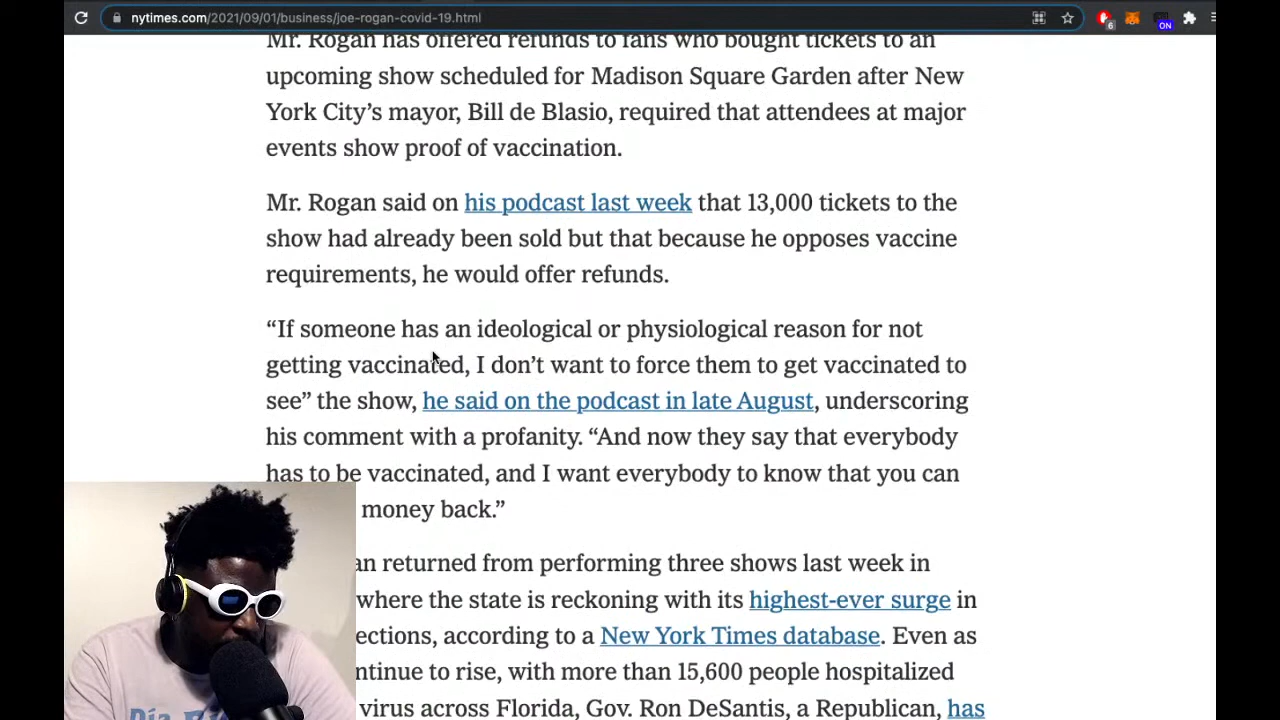 nytimes.com/2021/09/01/business/joe-rogan-covid-19.html
6
ON
Mr. Rogan has offered refunds to fans who bought tickets to an
upcoming show scheduled for Madison Square Garden after New
York City’s mayor, Bill de Blasio, required that attendees at major
events show proof of vaccination.
Mr. Rogan said on his podcast last week that 13,000 tickets to the
show had already been sold but that because he opposes vaccine
requirements, he would offer refunds.
“If someone has an ideological or physiological reason for not
getting vaccinated, I don’t want to force them to get vaccinated to
see” the show, he said on the podcast in late August, underscoring
his comment with a profanity. “And now they say that everybody
has to be vaccinated, and I want everybody to know that you can
money back.”
an returned from performing three shows last week in
where the state is reckoning with its highest-ever surge in
ections, according to a New York Times database. Even as
ntinue to rise, with more than 15,600 people hospitalized
virus across Florida, Gov. Ron DeSantis, a Republican, has